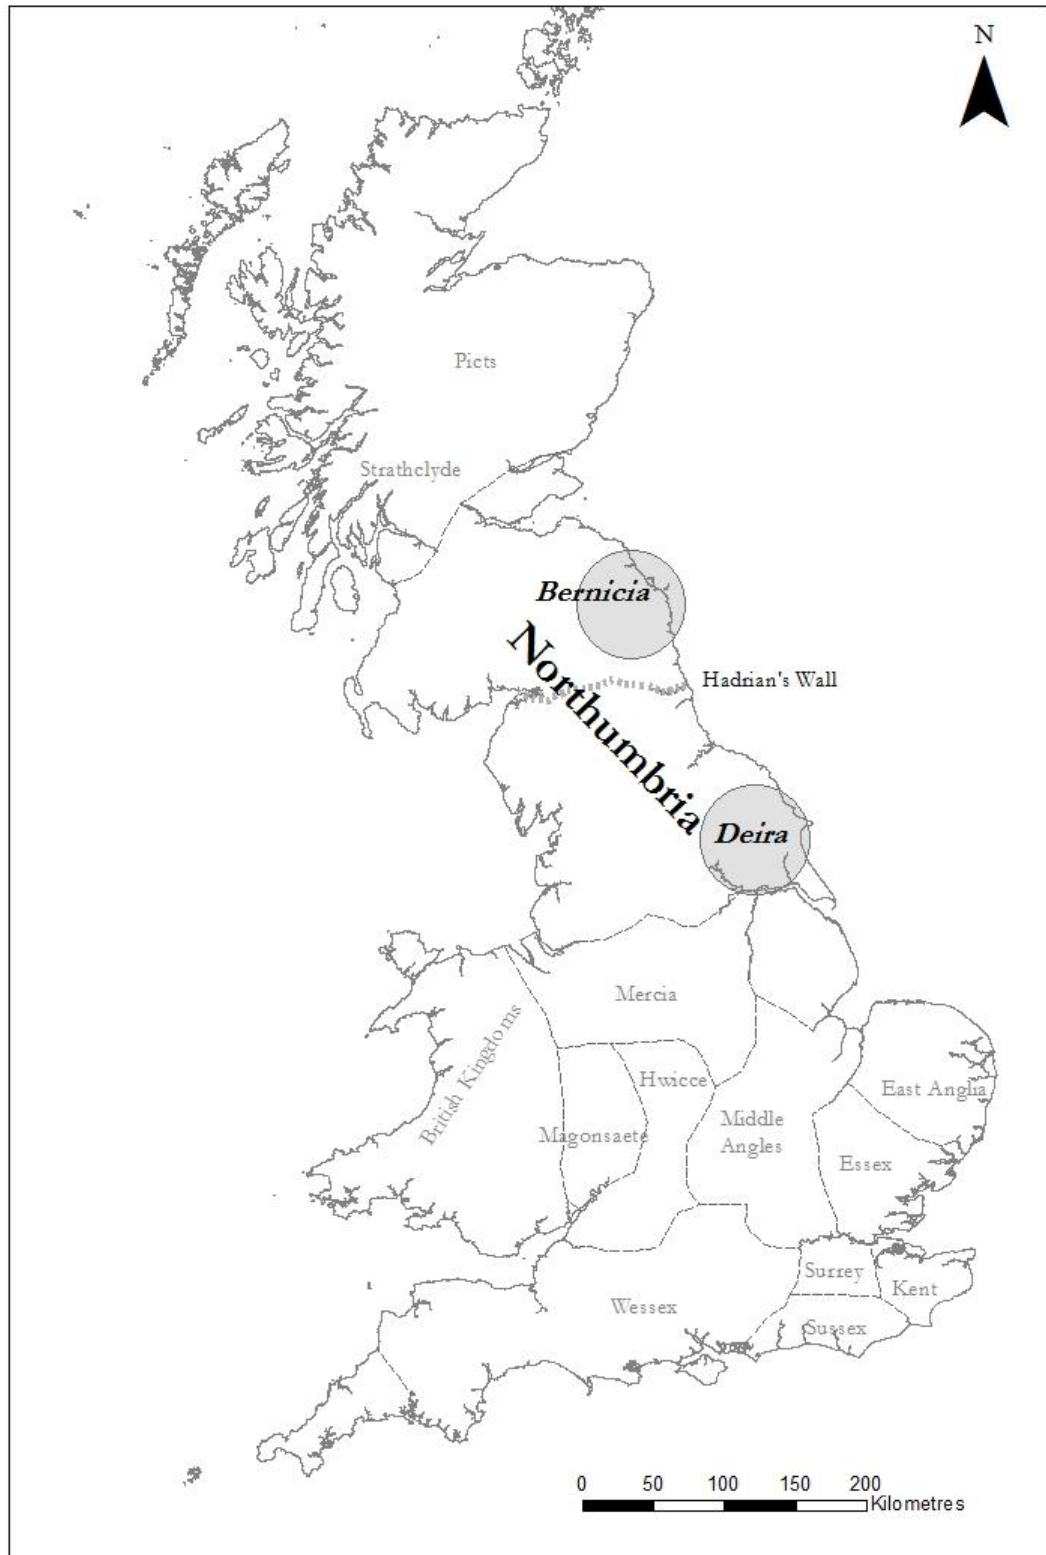 N
Picts
Strathclyde
Bernicia
Northumbria
Hadrian's Wall
Deira
Mercia
British Kingdoms
Hwicce
East Anglia
Magonsaete
Middle
Angles
Essex
Surrey
Kent
Wessex
Sussex
0 50 100 150 200
Kilometres